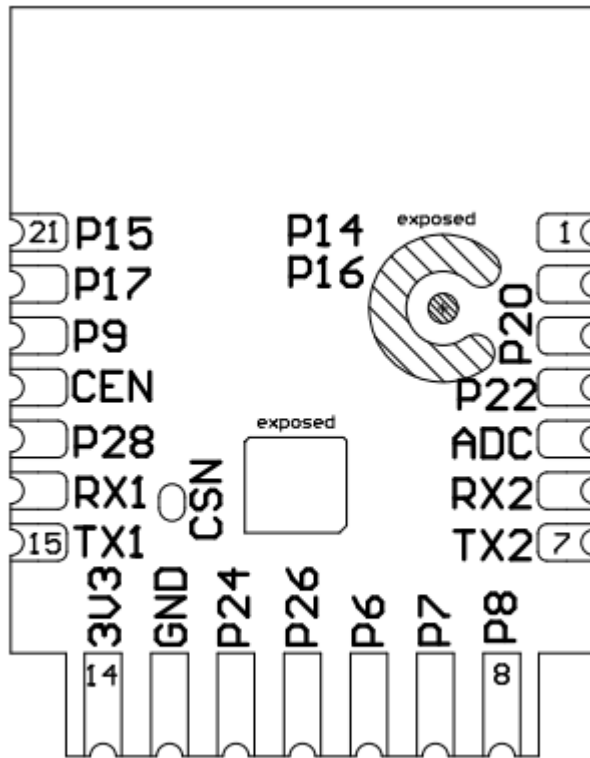 21 P15 P14 exposed 1
P17 P16
P9 P20
CEN P22
exposed
P28 ADC
RX1 CSN RX2
15 TX1 TX2 7
3V3 GND P24 P26 P6 P7 P8
14 8